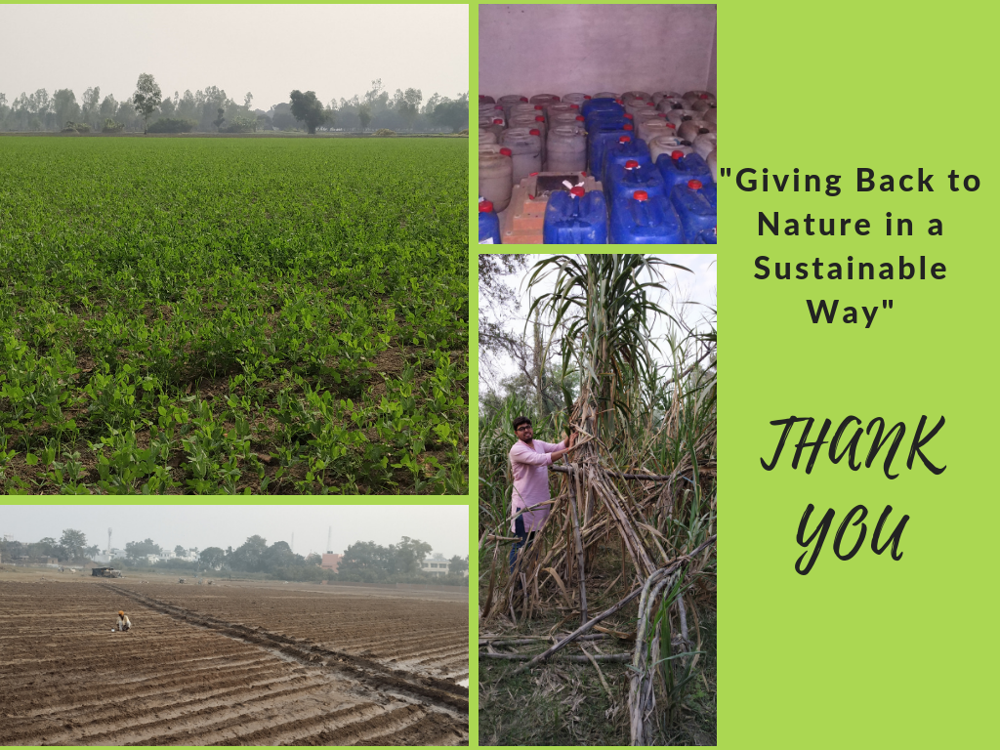 "Giving Back to
Nature in a
Sustainable
Way"
THANK
YOU